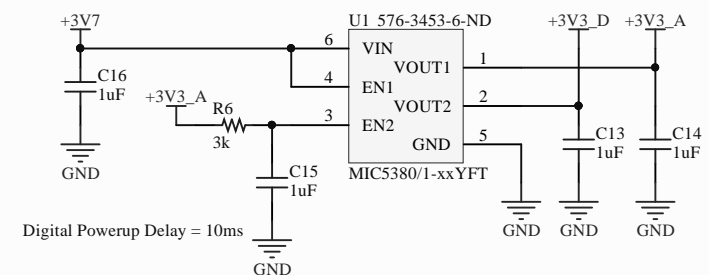 U1 576-3453-6-ND
+3V7
+3V3_D
+3V3_A
6
VIN
VOUT1
1
C16
1uF
4
EN1
+3V3_A
VOUT2
2
R6
3k
3
EN2
GND
5
C13
1uF
C14
1uF
GND
C15
1uF
MIC5380/1-xxYFT
GND
GND
GND
Digital Powerup Delay = 10ms
GND